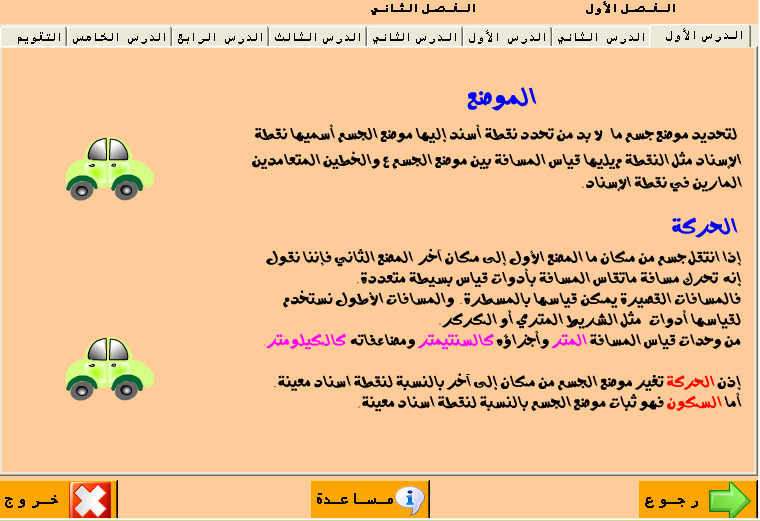 الفصل الأول
الفصل الثاني
الدرس الأول
الدرس الثاني
الدرس الأول
الدرس الثاني
الدرس الثالث
الدرس الرابع
الدرس الخامس
التقويم
الموضع
لتحديد موضع جسم ما لا بد من تحدد نقطة أسند إليها موضع الجسم أسميها نقطة
الإسناد مثل النقطة م يليها قياس المسافة بين موضع الجسم ع والخطين المتعامدين
المارين في نقطة الإسناد.
الحركة
إذا انتقل جسم من مكان ما المضع الأول إلى مكان آخر المضع الثاني فإننا نقول
إنه تحرك مسافة ماتقاس المسافة بأدوات قياس بسيطة متعددة.
فالمسافات القصيرة يمكن قياسها بالمسطرة. والمسافات الأطول نستخدم
لقياسها أدوات مثل الشريط المتري أو الكركر.
من وحدات قياس المسافة المتر وأجزاؤه كالسنتيمتر ومضاعفاته كالكيلومتر.
إذن الحركة تغير موضع الجسم من مكان إلى آخر بالنسبة لنقطة اسناد معينة.
أما السكون فهو ثبات موضع الجسم بالنسبة لنقطة اسناد معينة.
رجوع
مساعدة
خروج